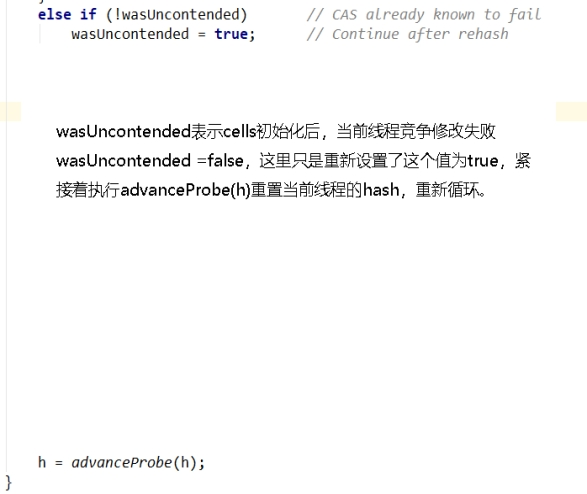 else if (!wasUncontended)       // CAS already known to fail
    wasUncontended = true;      // Continue after rehash
wasUncontended表示cells初始化后，当前线程竞争修改失败
wasUncontended =false，这里只是重新设置了这个值为true，紧
接着执行advanceProbe(h)重置当前线程的hash，重新循环。
h = advanceProbe(h);
}